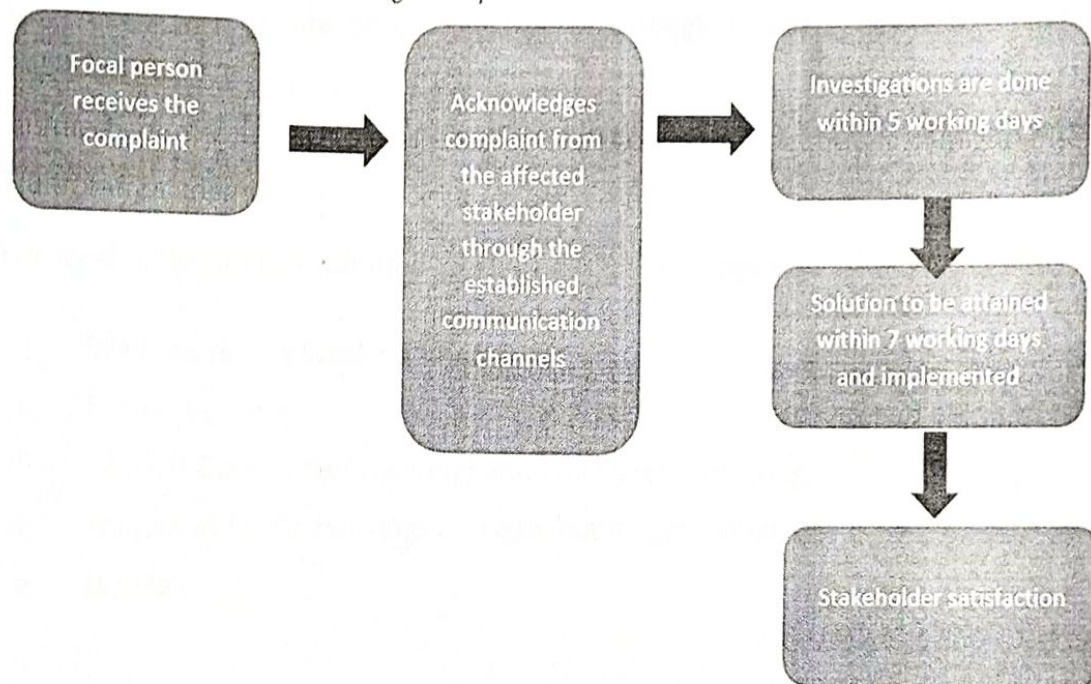 Focal person
receives the
complaint
Acknowledges
complaint from
the affected
stakeholder
through the
established
communication
channels
Investigations are done
within 5 working days
Solution to be attained
within 7 working days
and implemented
Stakeholder satisfaction